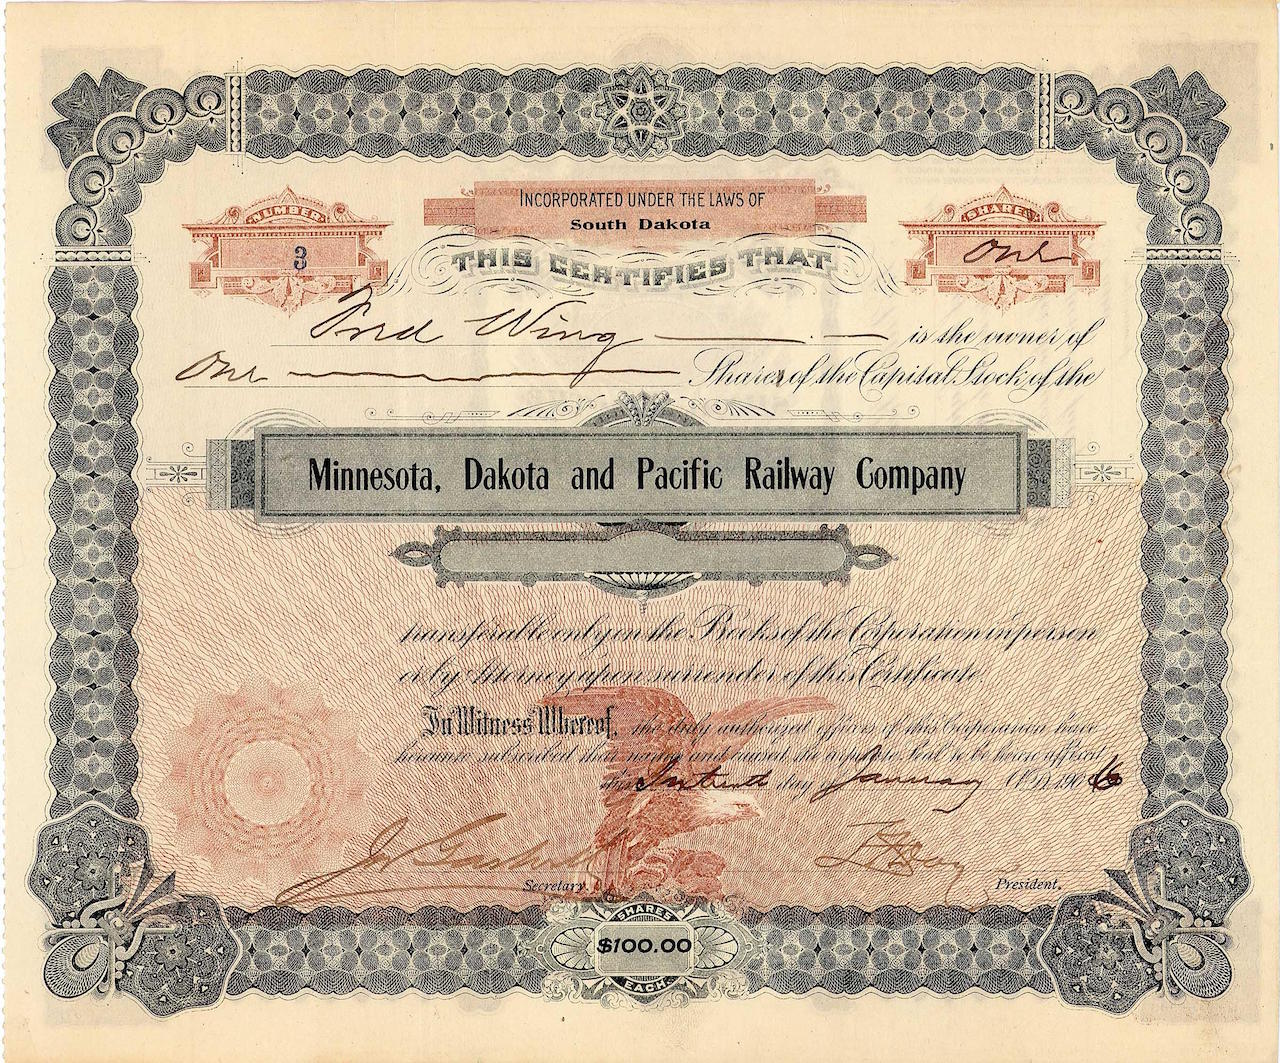 INCORPORATED UNDER THE LAWS OF
South Dakota
NUMBER
3
SHARES
One
THIS CERTIFIES THAT
Ford Wing is the owner of
One Shares of the Capital Stock of the
Minnesota, Dakota and Pacific Railway Company
transferable only on the Books of the Corporation in person
or by Attorney upon surrender of this Certificate.
In Witness Whereof, the duly authorized officers of this Corporation have
hereunto subscribed their names and caused the corporate Seal to be hereto affixed
this day January A.D. 1906
Secretary.
President.
SHARES
$100.00
EACH